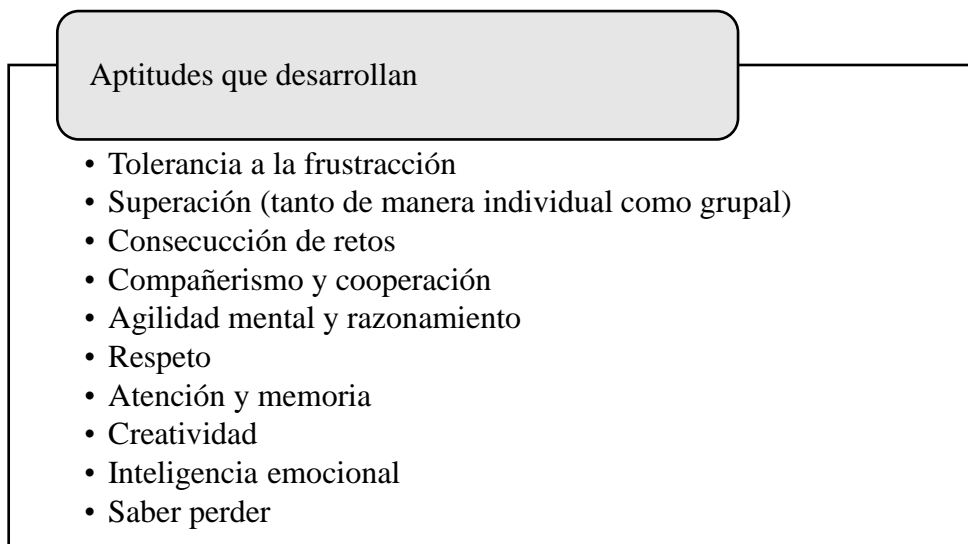 Aptitudes que desarrollan
• Tolerancia a la frustracción
• Superación (tanto de manera individual como grupal)
• Consecucción de retos
• Compañerismo y cooperación
• Agilidad mental y razonamiento
• Respeto
• Atención y memoria
• Creatividad
• Inteligencia emocional
• Saber perder